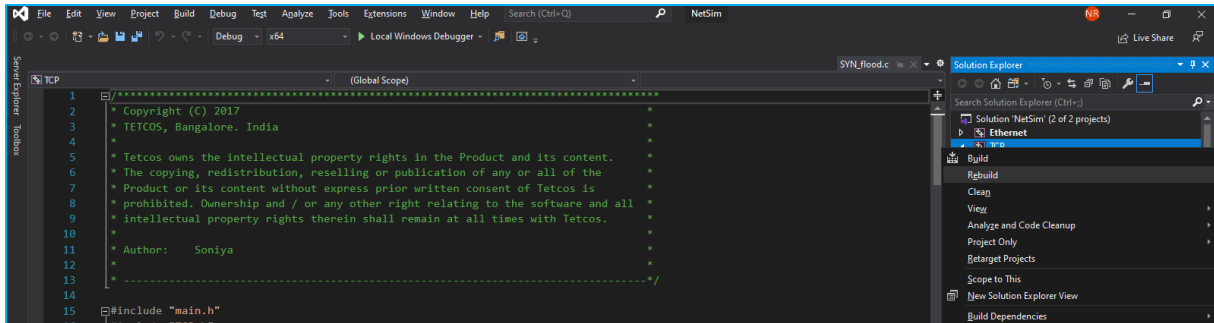 File Edit View Project Build Debug Test Analyze Tools Extensions Window Help Search (Ctrl+Q) NetSim NR
Debug x64 Local Windows Debugger Live Share
SYN_flood.c Solution Explorer
Server Explorer
Toolbox
TCP (Global Scope)
Search Solution Explorer (Ctrl+;)
Solution 'NetSim' (2 of 2 projects)
Ethernet
TCP
Build
Rebuild
Clean
View
Analyze and Code Cleanup
Project Only
Retarget Projects
Scope to This
New Solution Explorer View
Build Dependencies
1 /************************************************************************************
2 * Copyright (C) 2017 *
3 * TETCOS, Bangalore. India *
4 * *
5 * Tetcos owns the intellectual property rights in the Product and its content. *
6 * The copying, redistribution, reselling or publication of any or all of the *
7 * Product or its content without express prior written consent of Tetcos is *
8 * prohibited. Ownership and / or any other right relating to the software and all *
9 * intellectual property rights therein shall remain at all times with Tetcos. *
10 * *
11 * Author: Soniya *
12 * *
13 * ---------------------------------------------------------------------------------*/
14
15 #include "main.h"